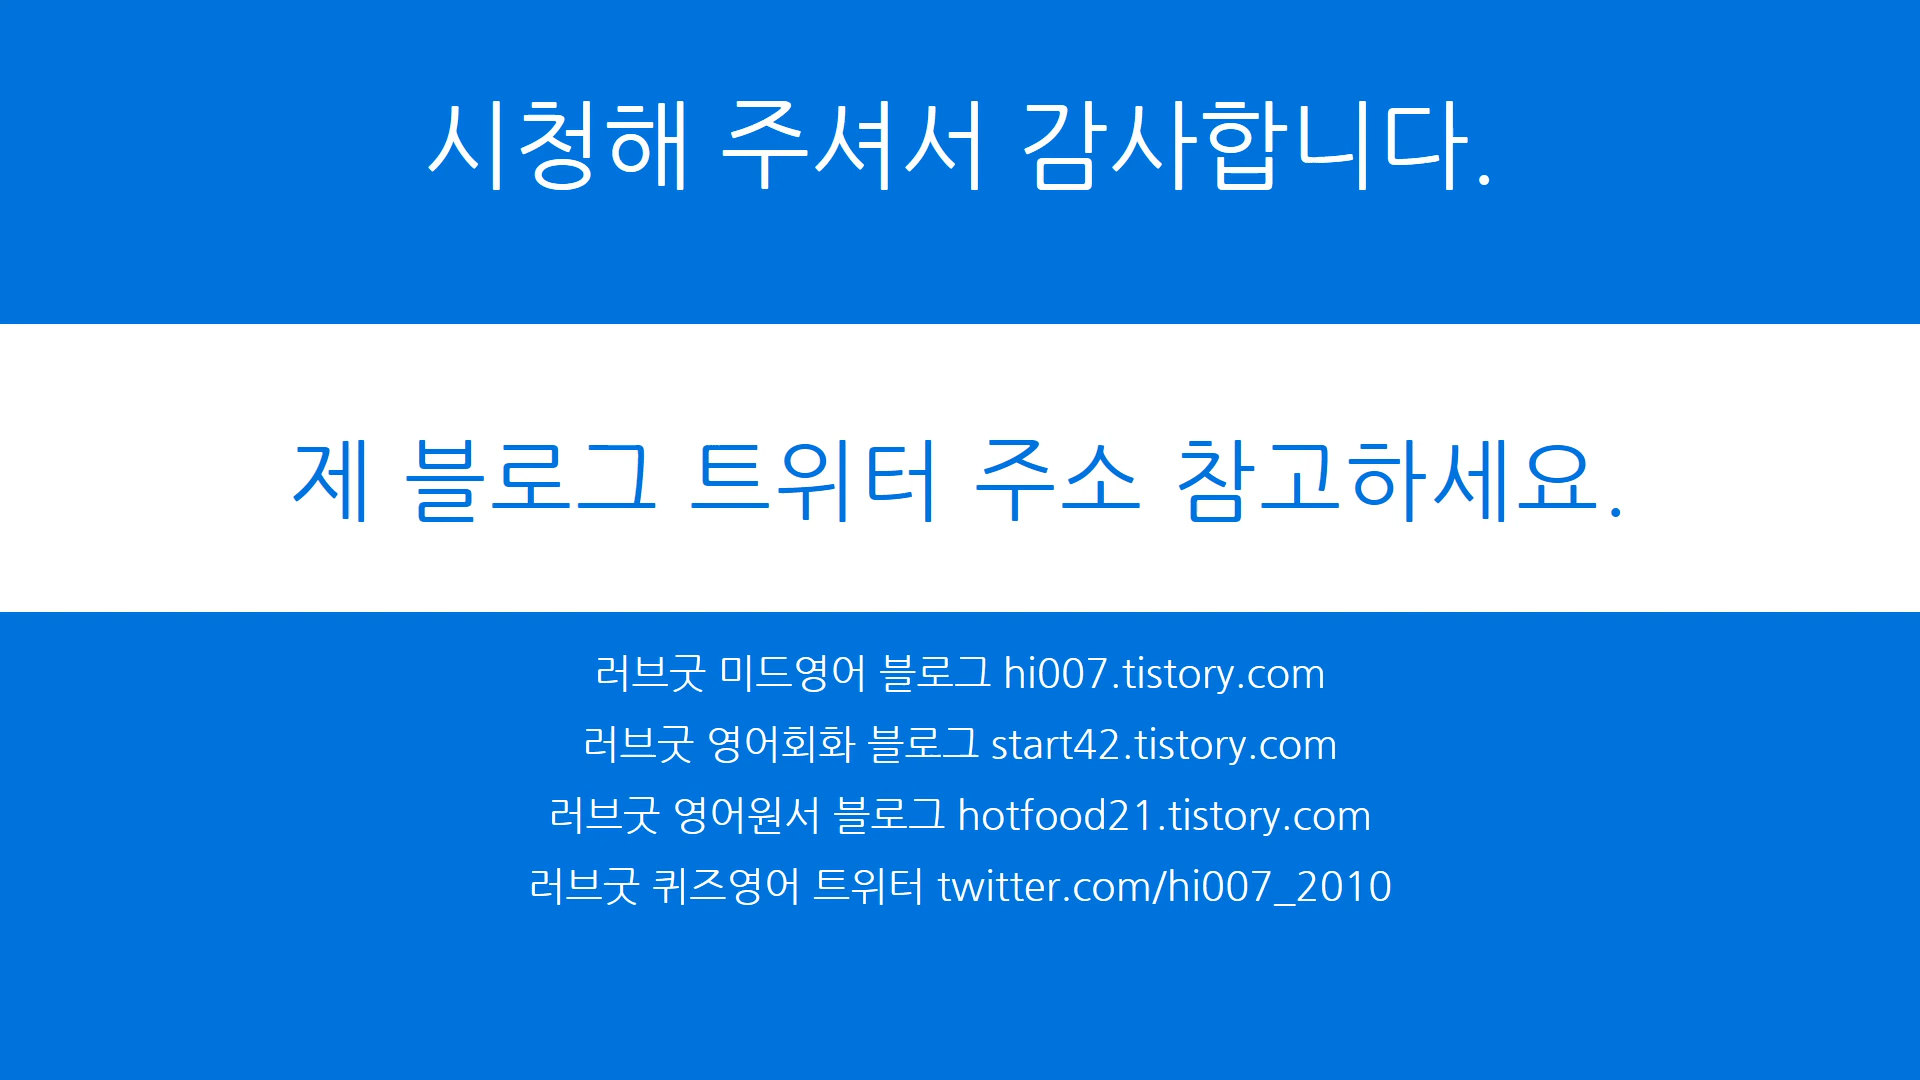 시청해 주셔서 감사합니다.
제 블로그 트위터 주소 참고하세요.
러브굿 미드영어 블로그 hi007.tistory.com
러브굿 영어회화 블로그 start42.tistory.com
러브굿 영어원서 블로그 hotfood21.tistory.com
러브굿 퀴즈영어 트위터 twitter.com/hi007_2010